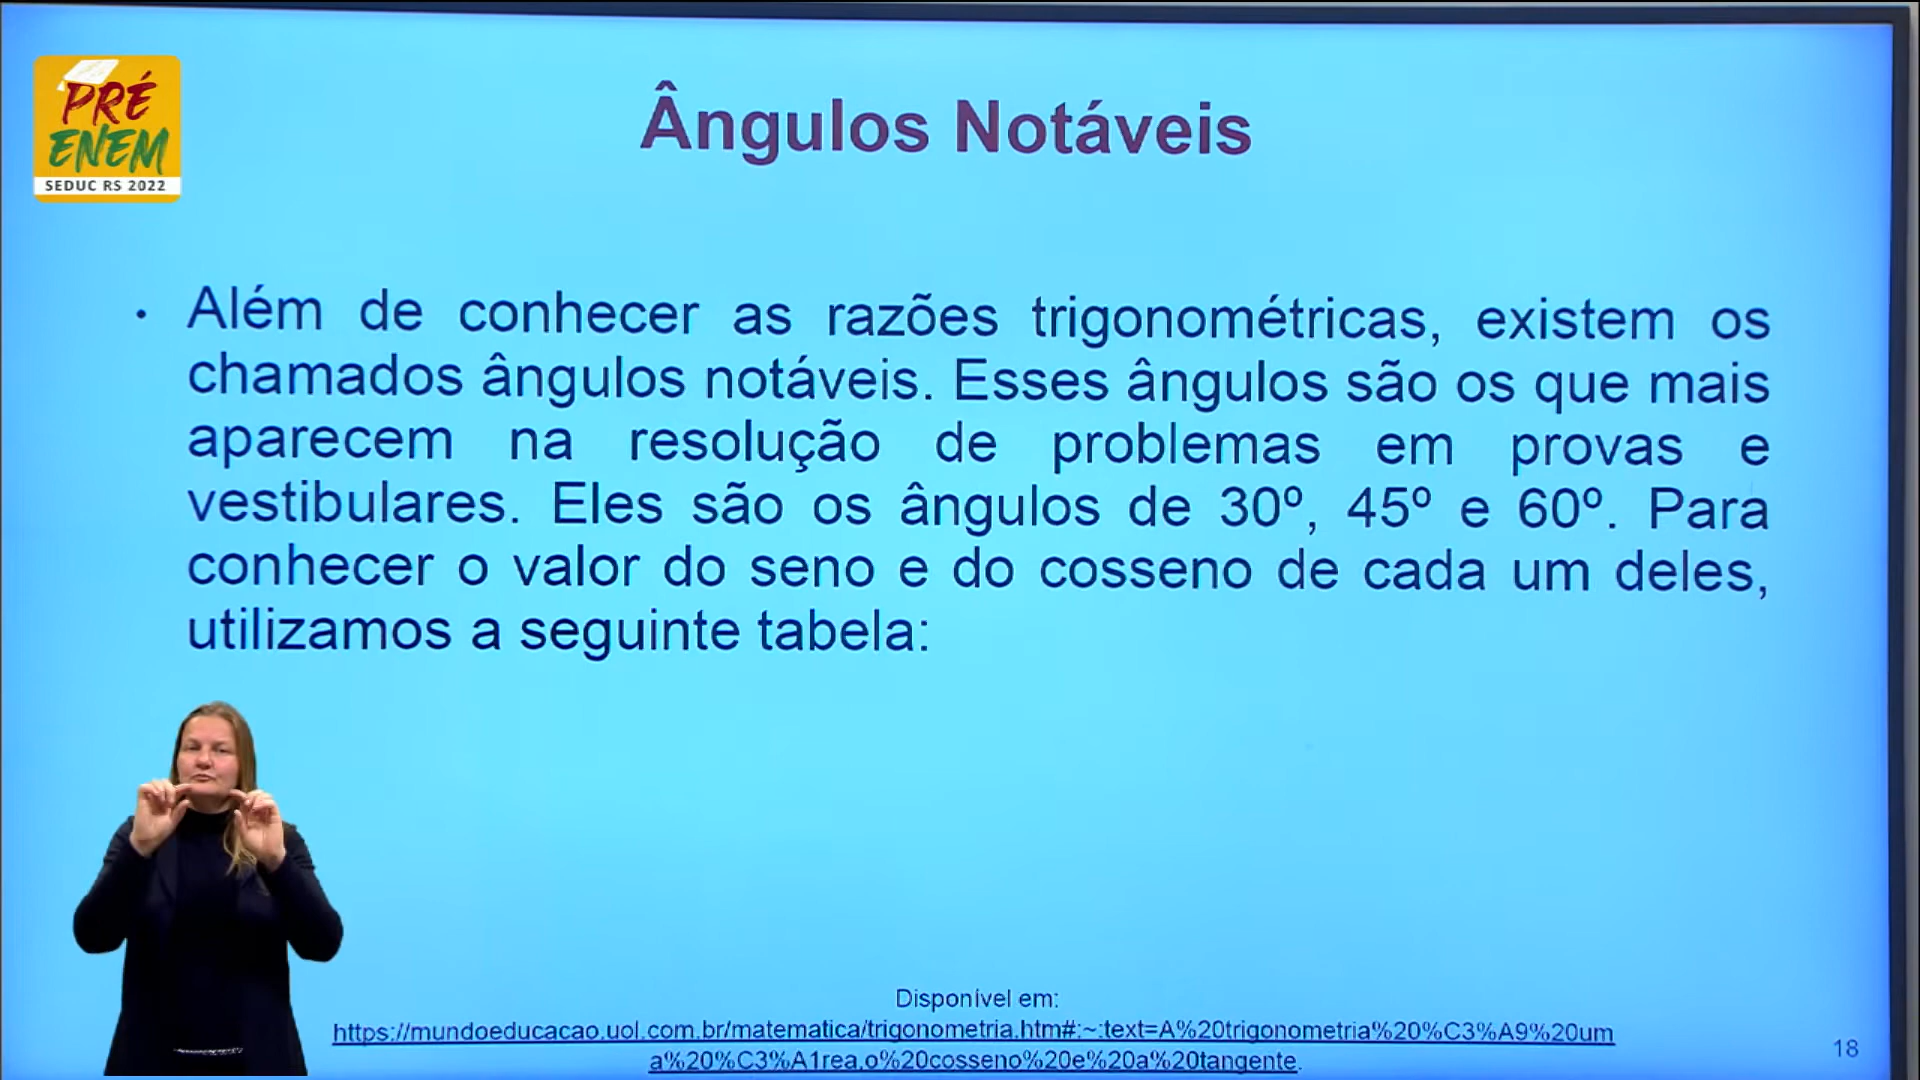 PRÉ
ENEM
SEDUC RS 2022
Ângulos Notáveis
• Além de conhecer as razões trigonométricas, existem os
chamados ângulos notáveis. Esses ângulos são os que mais
aparecem na resolução de problemas em provas e
vestibulares. Eles são os ângulos de 30º, 45º e 60º. Para
conhecer o valor do seno e do cosseno de cada um deles,
utilizamos a seguinte tabela:
Disponível em:
https://mundoeducacao.uol.com.br/matematica/trigonometria.htm#:~:text=A%20trigonometria%20%C3%A9%20um
a%20%C3%A1rea,o%20cosseno%20e%20a%20tangente.
18